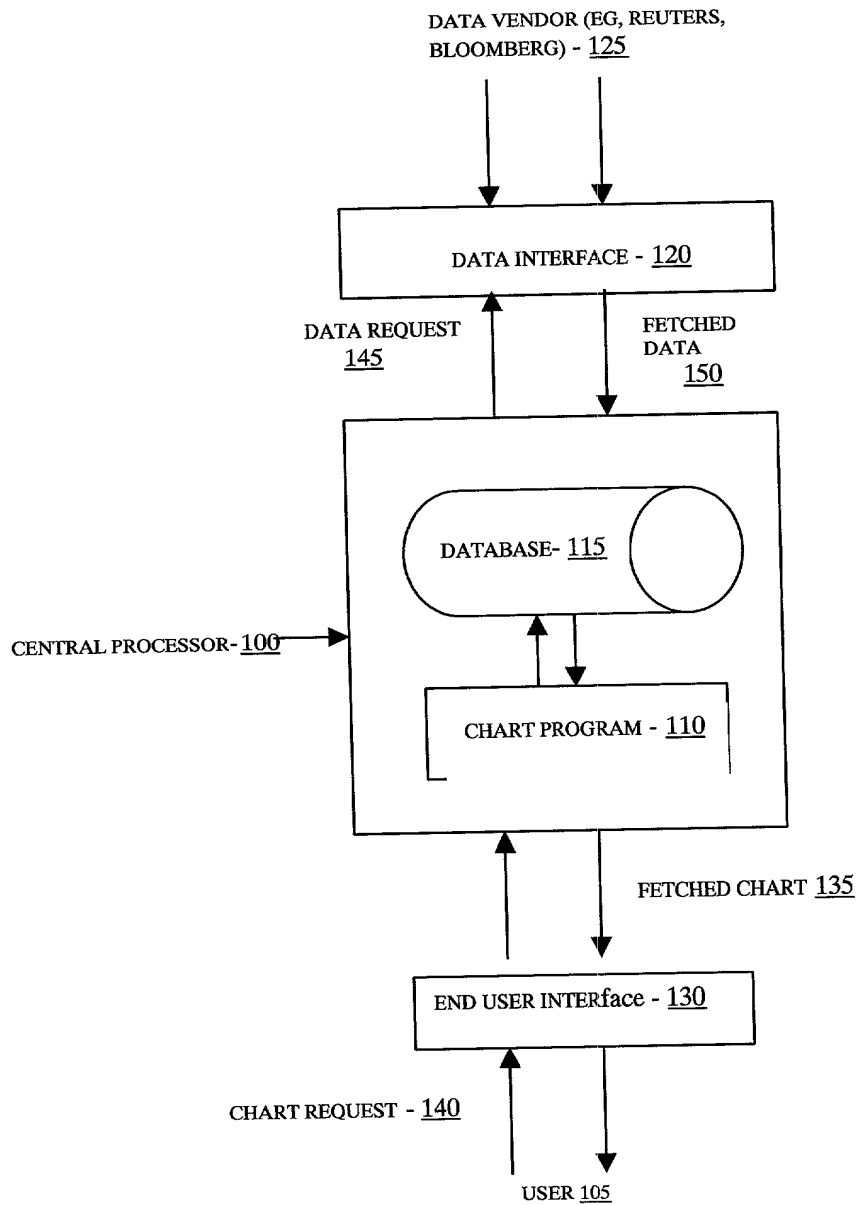 DATA VENDOR (EG, REUTERS,
BLOOMBERG) - 125
DATA INTERFACE - 120
DATA REQUEST
145
FETCHED
DATA
150
DATABASE- 115
CENTRAL PROCESSOR- 100
CHART PROGRAM - 110
FETCHED CHART 135
END USER INTERface - 130
CHART REQUEST - 140
USER 105